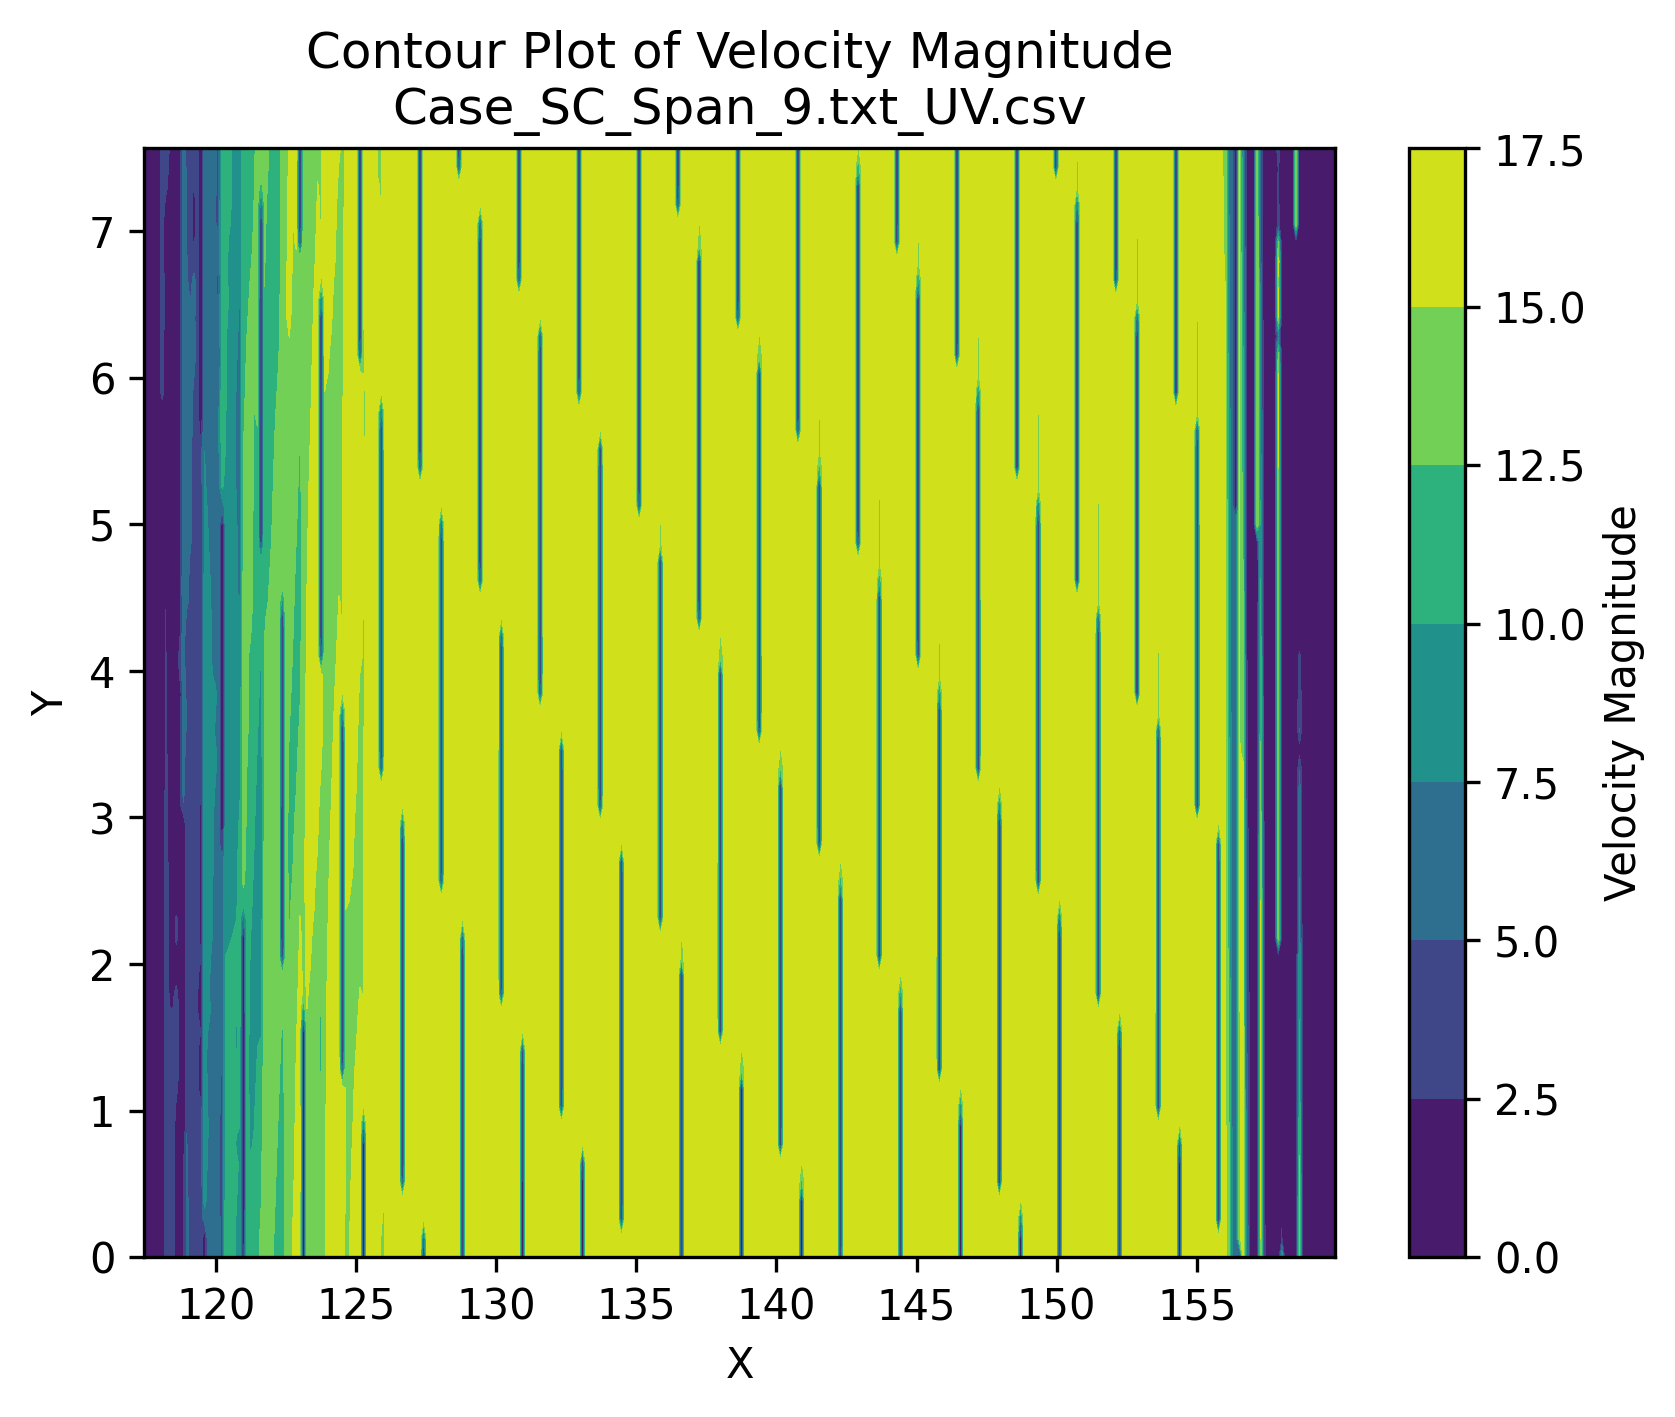 Contour Plot of Velocity Magnitude
Case_SC_Span_9.txt_UV.csv
7
6
5
4
3
2
1
0
Y
120 125 130 135 140 145 150 155
X
17.5
15.0
12.5
10.0
7.5
5.0
2.5
0.0
Velocity Magnitude